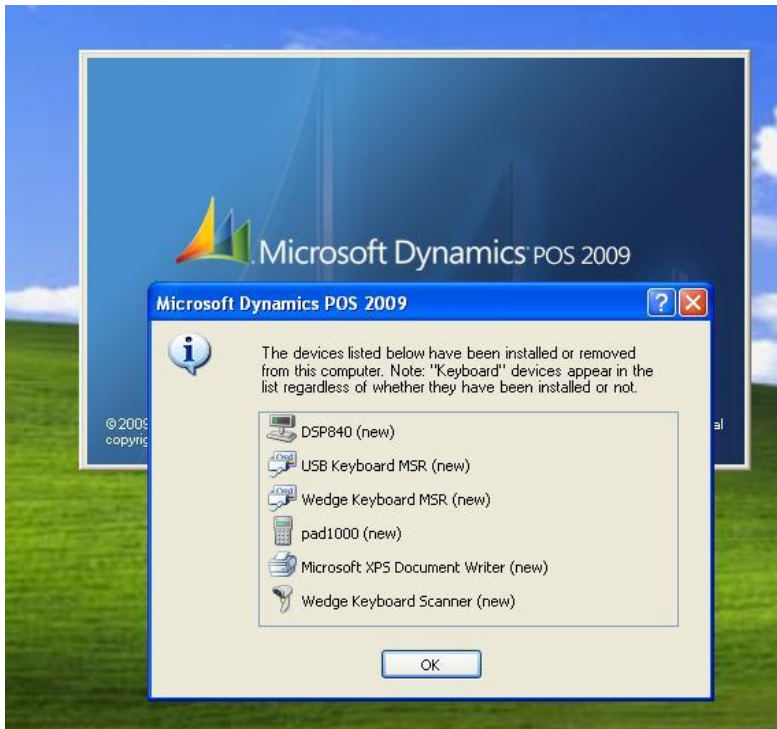 Microsoft Dynamics POS 2009
Microsoft Dynamics POS 2009
The devices listed below have been installed or removed
from this computer. Note: "Keyboard" devices appear in the
list regardless of whether they have been installed or not.
©2009
al
DSP840 (new)
USB Keyboard MSR (new)
Wedge Keyboard MSR (new)
pad1000 (new)
Microsoft XPS Document Writer (new)
Wedge Keyboard Scanner (new)
OK